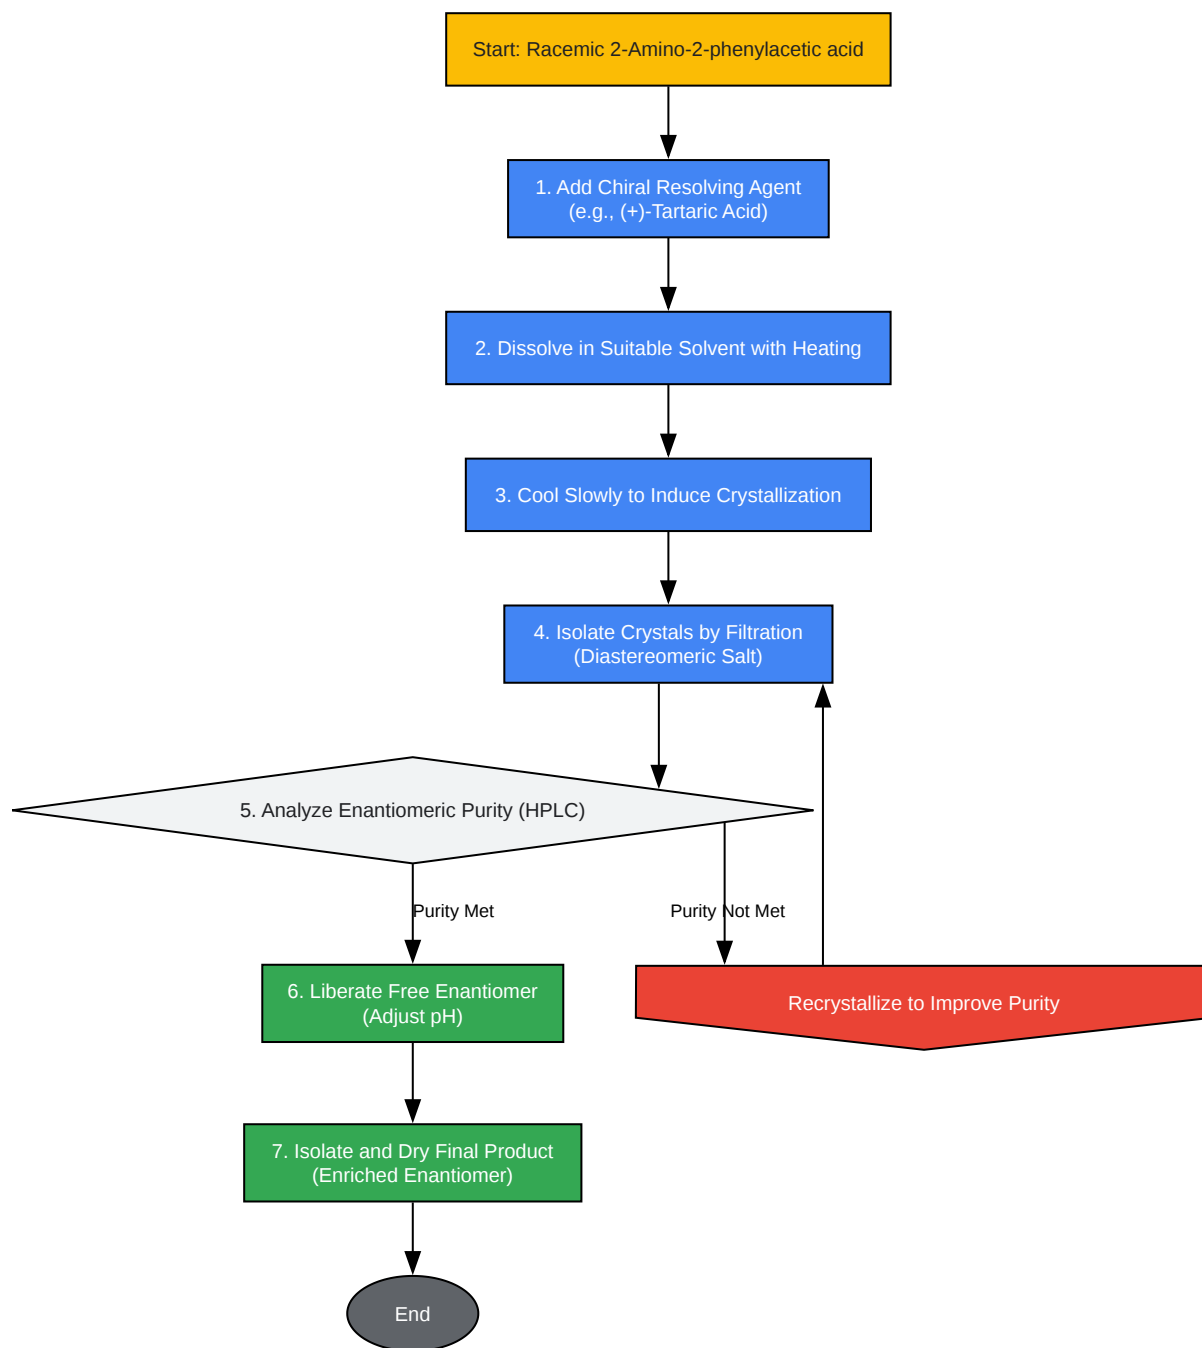 Start: Racemic 2-Amino-2-phenylacetic acid
1. Add Chiral Resolving Agent
(e.g., (+)-Tartaric Acid)
2. Dissolve in Suitable Solvent with Heating
3. Cool Slowly to Induce Crystallization
4. Isolate Crystals by Filtration
(Diastereomeric Salt)
5. Analyze Enantiomeric Purity (HPLC)
Purity Met
Purity Not Met
6. Liberate Free Enantiomer
(Adjust pH)
Recrystallize to Improve Purity
7. Isolate and Dry Final Product
(Enriched Enantiomer)
End